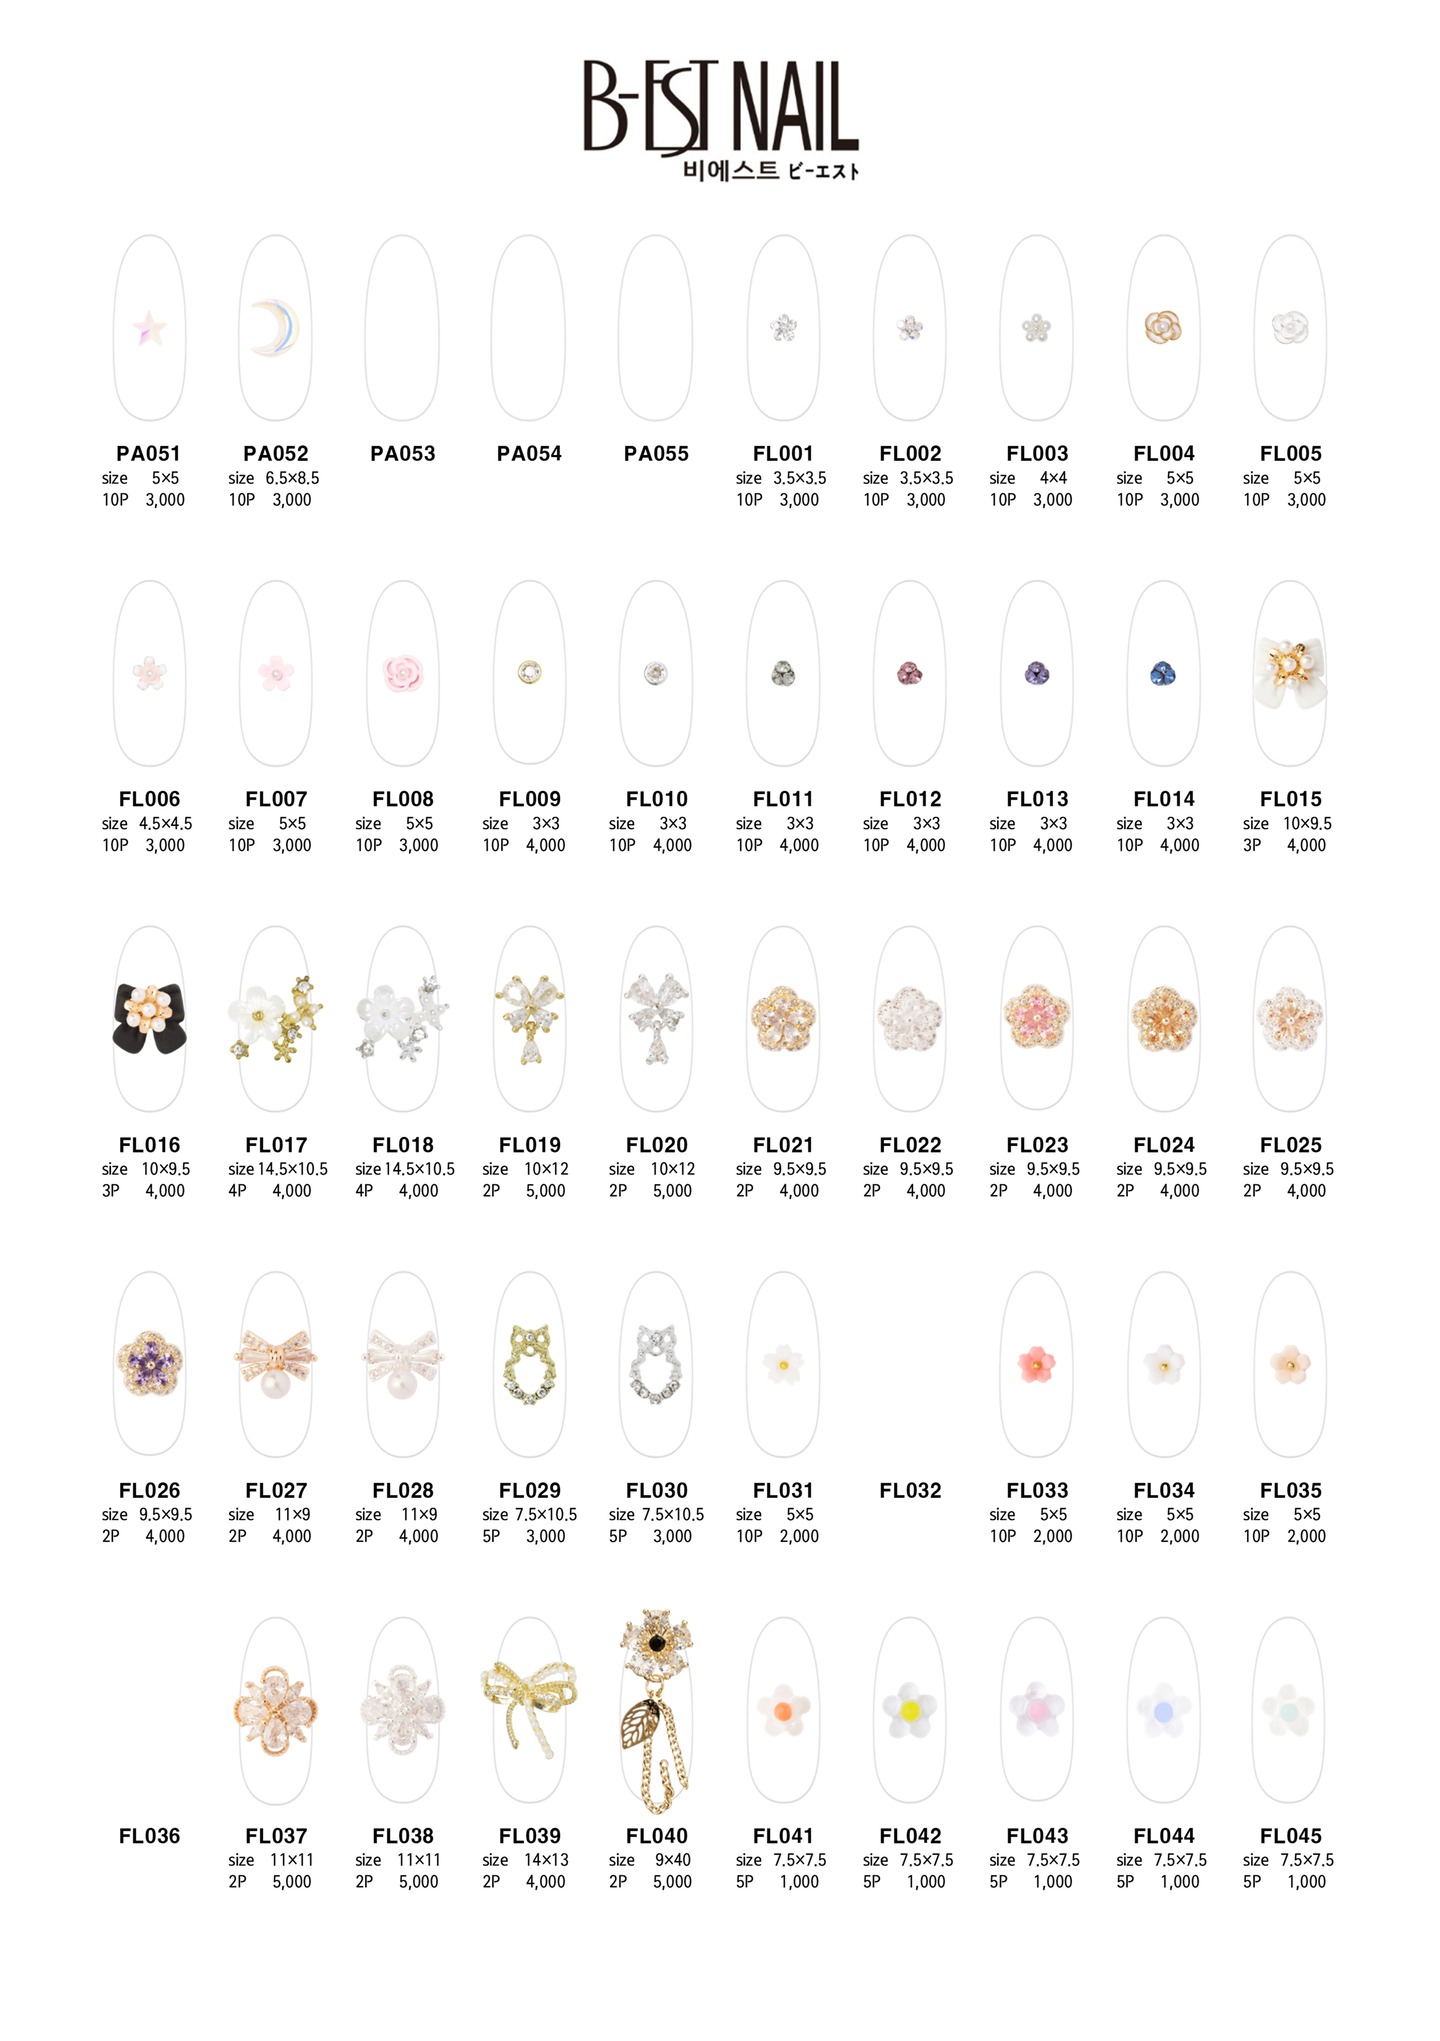 B-EST NAIL
비에스트 ビーエスト
PA051 PA052 PA053 PA054 PA055 FL001 FL002 FL003 FL004 FL005
size 5×5 size 6.5×8.5 size 3.5×3.5 size 3.5×3.5 size 4×4 size 5×5 size 5×5
10P 3,000 10P 3,000 10P 3,000 10P 3,000 10P 3,000 10P 3,000 10P 3,000
FL006 FL007 FL008 FL009 FL010 FL011 FL012 FL013 FL014 FL015
size 4.5×4.5 size 5×5 size 5×5 size 3×3 size 3×3 size 3×3 size 3×3 size 3×3 size 3×3 size 10×9.5
10P 3,000 10P 3,000 10P 3,000 10P 4,000 10P 4,000 10P 4,000 10P 4,000 10P 4,000 10P 4,000 3P 4,000
FL016 FL017 FL018 FL019 FL020 FL021 FL022 FL023 FL024 FL025
size 10×9.5 size 14.5×10.5 size 14.5×10.5 size 10×12 size 10×12 size 9.5×9.5 size 9.5×9.5 size 9.5×9.5 size 9.5×9.5 size 9.5×9.5
3P 4,000 4P 4,000 4P 4,000 2P 5,000 2P 5,000 2P 4,000 2P 4,000 2P 4,000 2P 4,000 2P 4,000
FL026 FL027 FL028 FL029 FL030 FL031 FL032 FL033 FL034 FL035
size 9.5×9.5 size 11×9 size 11×9 size 7.5×10.5 size 7.5×10.5 size 5×5 size 5×5 size 5×5 size 5×5
2P 4,000 2P 4,000 2P 4,000 5P 3,000 5P 3,000 10P 2,000 10P 2,000 10P 2,000 10P 2,000
FL036 FL037 FL038 FL039 FL040 FL041 FL042 FL043 FL044 FL045
size 11×11 size 11×11 size 14×13 size 9×40 size 7.5×7.5 size 7.5×7.5 size 7.5×7.5 size 7.5×7.5 size 7.5×7.5
2P 5,000 2P 5,000 2P 4,000 2P 5,000 5P 1,000 5P 1,000 5P 1,000 5P 1,000 5P 1,000